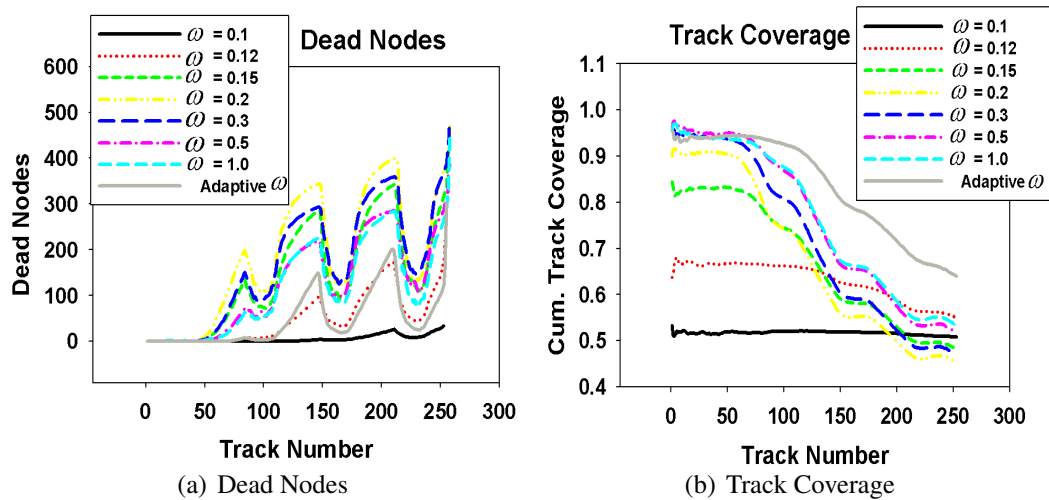 Dead Nodes
ω = 0.1
ω = 0.12
ω = 0.15
ω = 0.2
ω = 0.3
ω = 0.5
ω = 1.0
Adaptive ω
600
500
400
300
200
100
0
Dead Nodes
0 50 100 150 200 250 300
Track Number
(a) Dead Nodes
Track Coverage
ω = 0.1
ω = 0.12
ω = 0.15
ω = 0.2
ω = 0.3
ω = 0.5
ω = 1.0
Adaptive ω
1.1
1.0
0.9
0.8
0.7
0.6
0.5
0.4
Cum. Track Coverage
0 50 100 150 200 250 300
Track Number
(b) Track Coverage